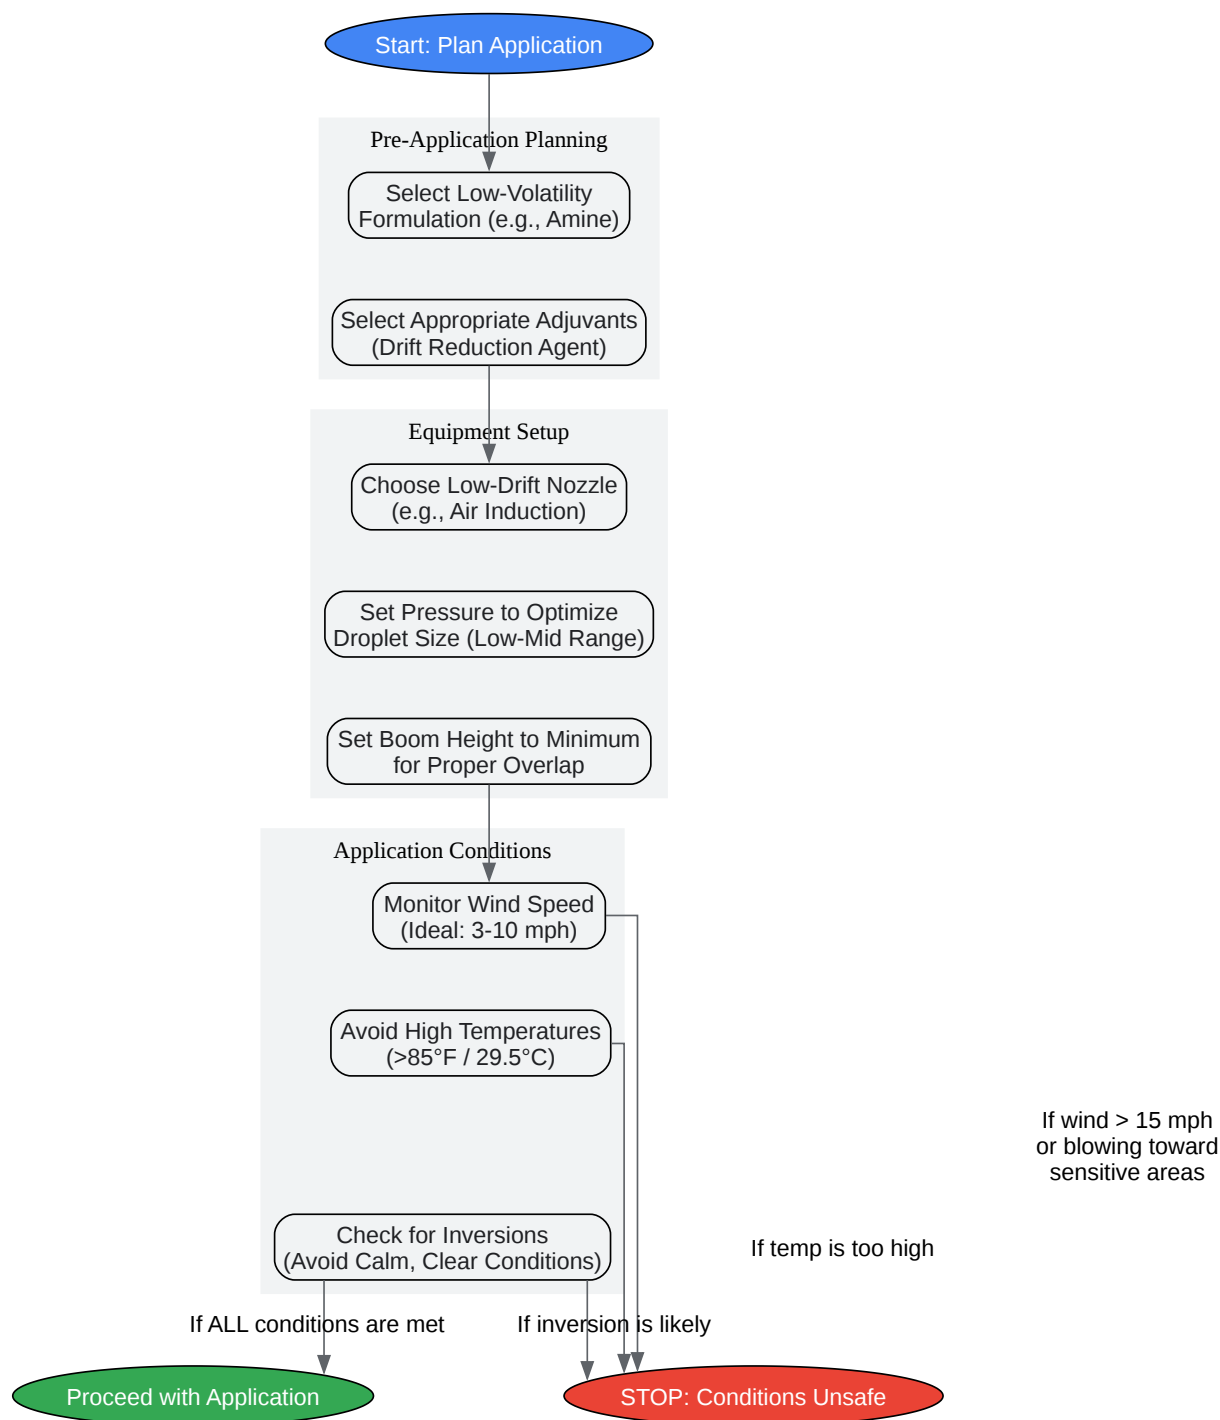 Start: Plan Application
Pre-Application Planning
Select Low-Volatility
Formulation (e.g., Amine)
Select Appropriate Adjuvants
(Drift Reduction Agent)
Equipment Setup
Choose Low-Drift Nozzle
(e.g., Air Induction)
Set Pressure to Optimize
Droplet Size (Low-Mid Range)
Set Boom Height to Minimum
for Proper Overlap
Application Conditions
Monitor Wind Speed
(Ideal: 3-10 mph)
Avoid High Temperatures
(>85°F / 29.5°C)
If wind > 15 mph
or blowing toward
sensitive areas
Check for Inversions
(Avoid Calm, Clear Conditions)
If temp is too high
If ALL conditions are met
If inversion is likely
Proceed with Application
STOP: Conditions Unsafe